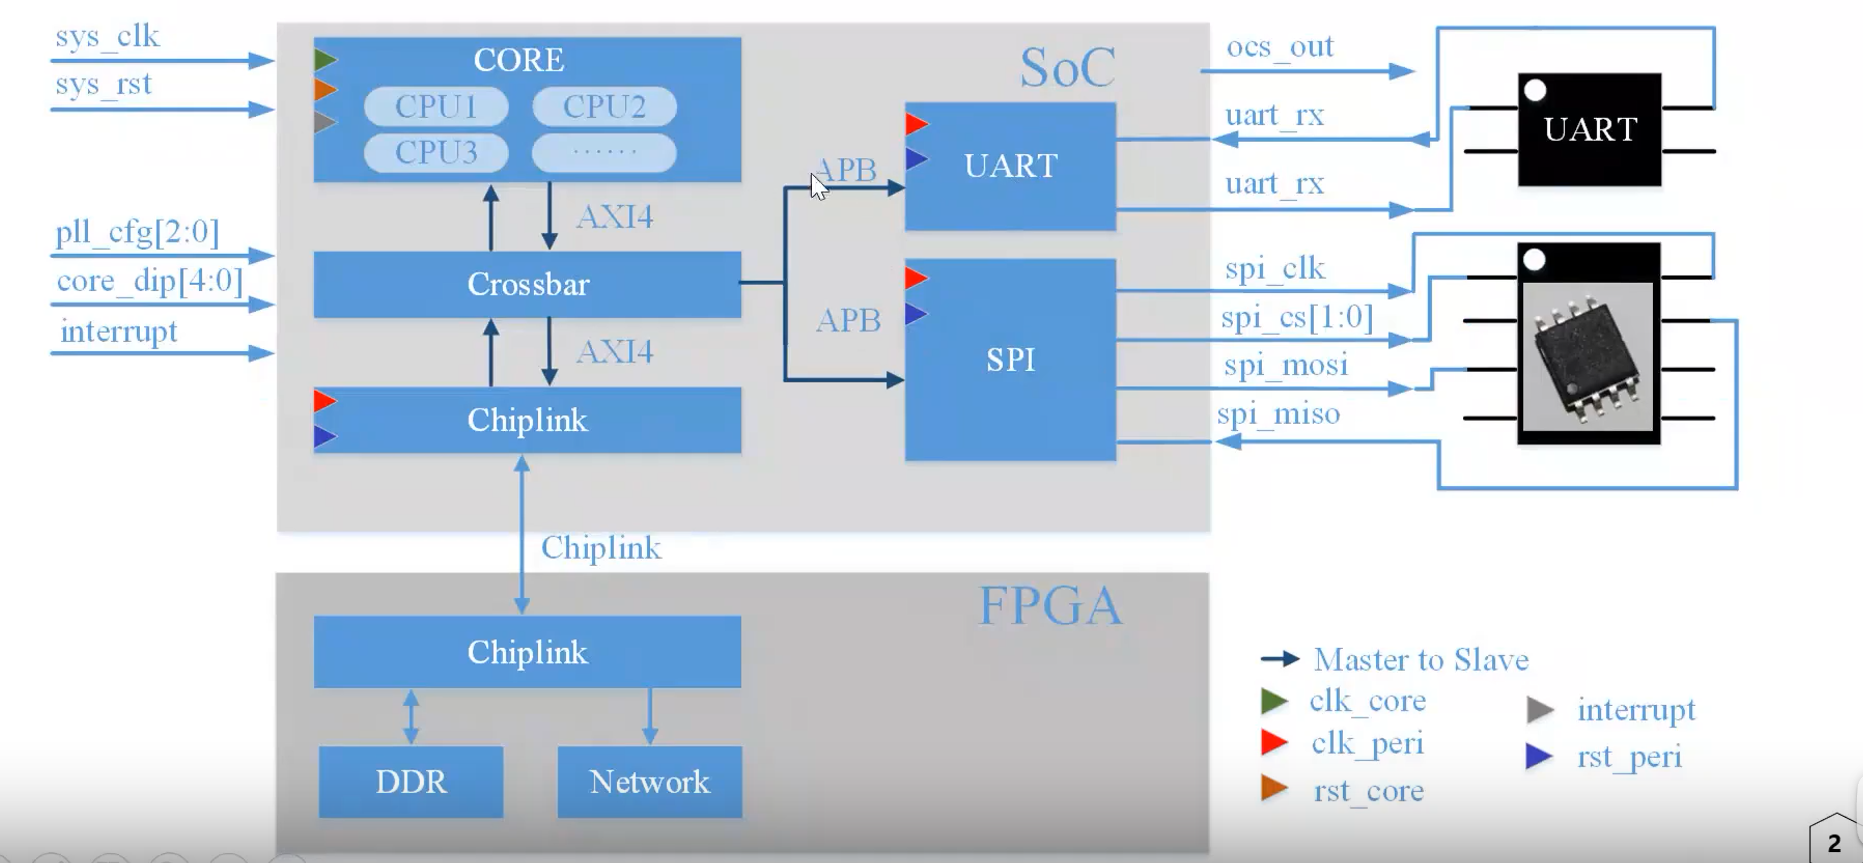 sys_clk
sys_rst
pll_cfg[2:0]
core_dip[4:0]
interrupt
CORE
CPU1
CPU2
CPU3
······
AXI4
Crossbar
AXI4
Chiplink
SoC
APB
UART
APB
SPI
ocs_out
uart_rx
uart_rx
spi_clk
spi_cs[1:0]
spi_mosi
spi_miso
UART
Chiplink
FPGA
Chiplink
DDR
Network
Master to Slave
clk_core
clk_peri
rst_core
interrupt
rst_peri
2